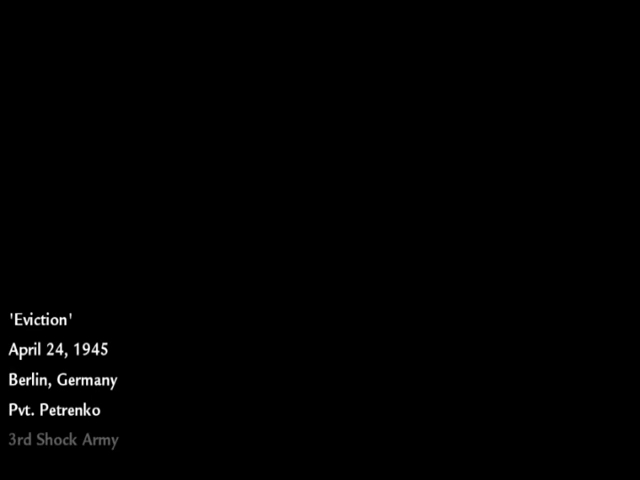 'Eviction'
April 24, 1945
Berlin, Germany
Pvt. Petrenko
3rd Shock Army